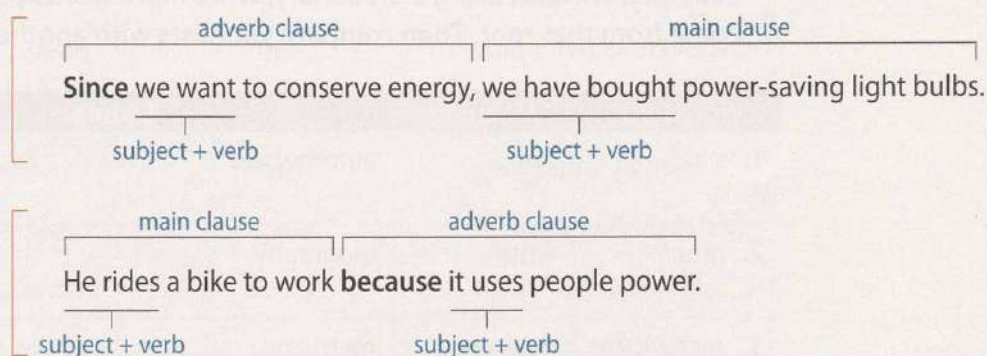 adverb clause main clause
Since we want to conserve energy, we have bought power-saving light bulbs.
subject + verb subject + verb
main clause adverb clause
He rides a bike to work because it uses people power.
subject + verb subject + verb